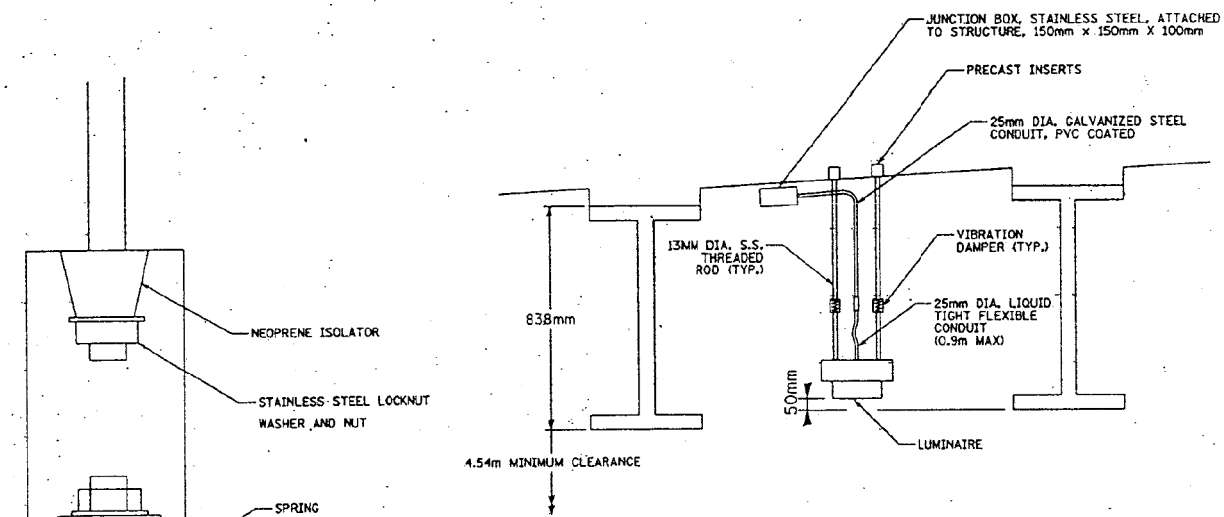 JUNCTION BOX, STAINLESS STEEL, ATTACHED
TO STRUCTURE, 150mm x 150mm X 100mm
PRECAST INSERTS
25mm DIA. GALVANIZED STEEL
CONDUIT, PVC COATED
13MM DIA. S.S.
THREADED
ROD (TYP.)
VIBRATION
DAMPER (TYP.)
838mm
25mm DIA. LIQUID
TIGHT FLEXIBLE
CONDUIT
(0.9m MAX)
NEOPRENE ISOLATOR
50mm
STAINLESS STEEL LOCKNUT
WASHER AND NUT
LUMINAIRE
4.54m MINIMUM CLEARANCE
SPRING